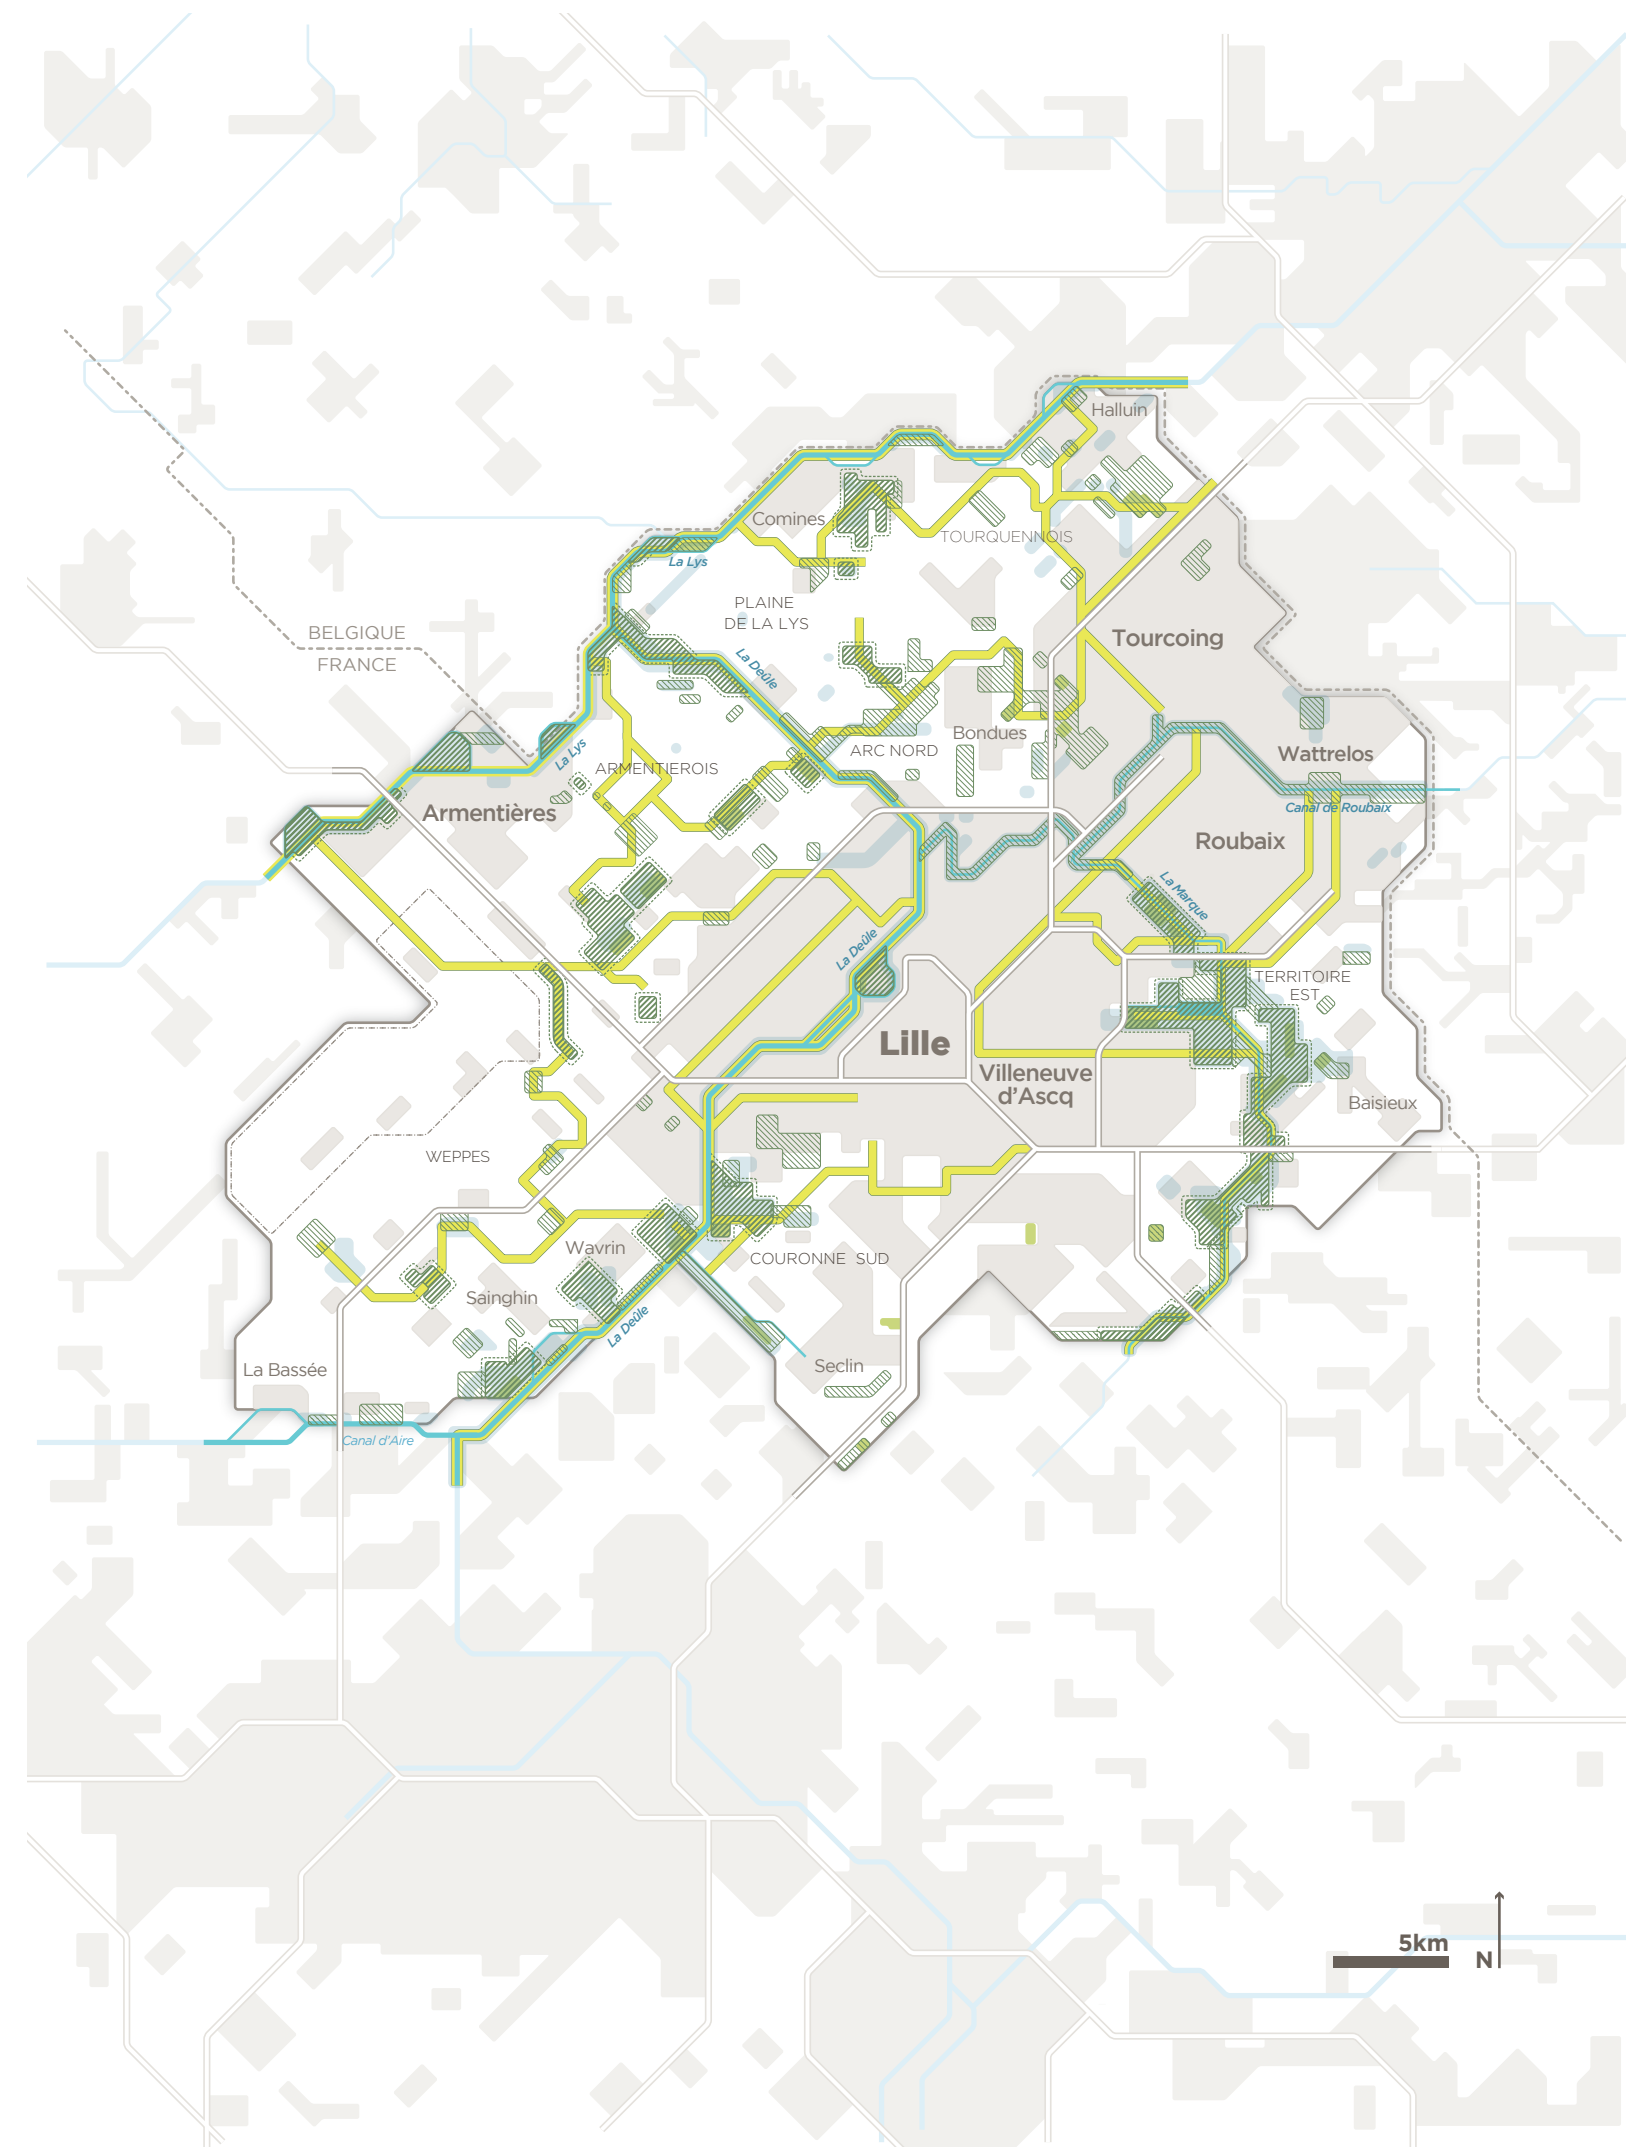 Halluin
Comines
TOURQUENNOIS
La Lys
PLAINE
DE LA LYS
BELGIQUE
FRANCE
Tourcoing
La Deûle
La Lys
Bondues
ARC NORD
Wattrelos
ARMENTIEROIS
Armentières
Canal de Roubaix
Roubaix
La Marque
La Deûle
TERRITOIRE
EST
Lille
Villeneuve
d'Ascq
Baisieux
WEPPES
Wavrin
COURONNE SUD
Sainghin
La Deûle
La Bassée
Seclin
Canal d'Aire
5km
N